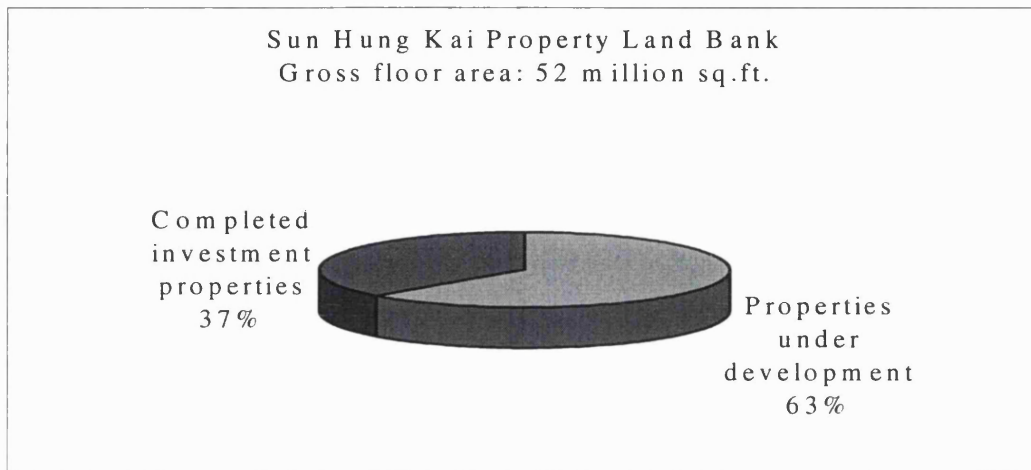 Sun Hung Kai Property Land Bank
Gross floor area: 52 million sq.ft.
Completed
investment
properties
37%
Properties
under
development
63%